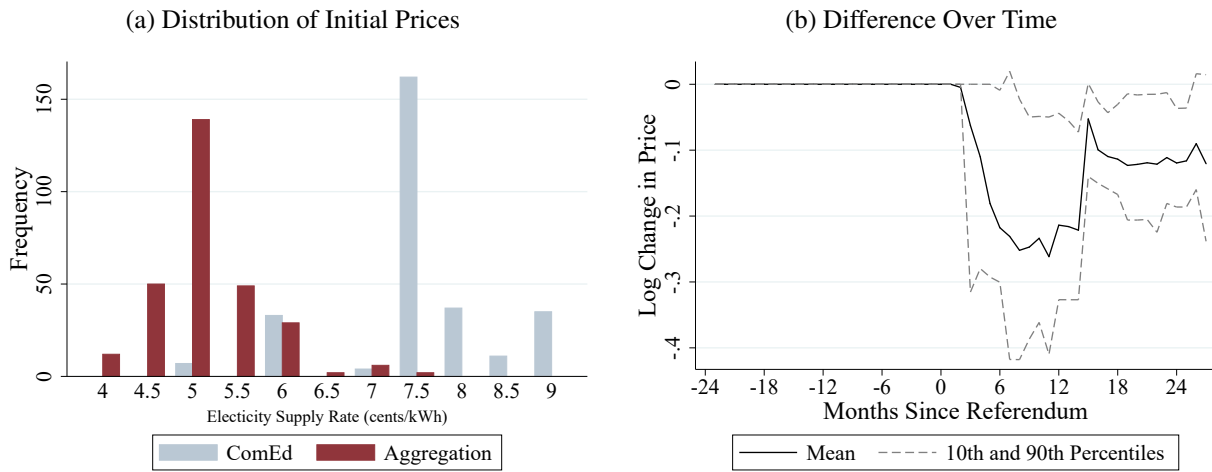 (a) Distribution of Initial Prices
Frequency
150
100
50
0
4 4.5 5 5.5 6 6.5 7 7.5 8 8.5 9
Electicity Supply Rate (cents/kWh)
ComEd Aggregation
(b) Difference Over Time
Log Change in Price
0
-.1
-.2
-.3
-.4
-24 -18 -12 -6 0 6 12 18 24
Months Since Referendum
Mean 10th and 90th Percentiles